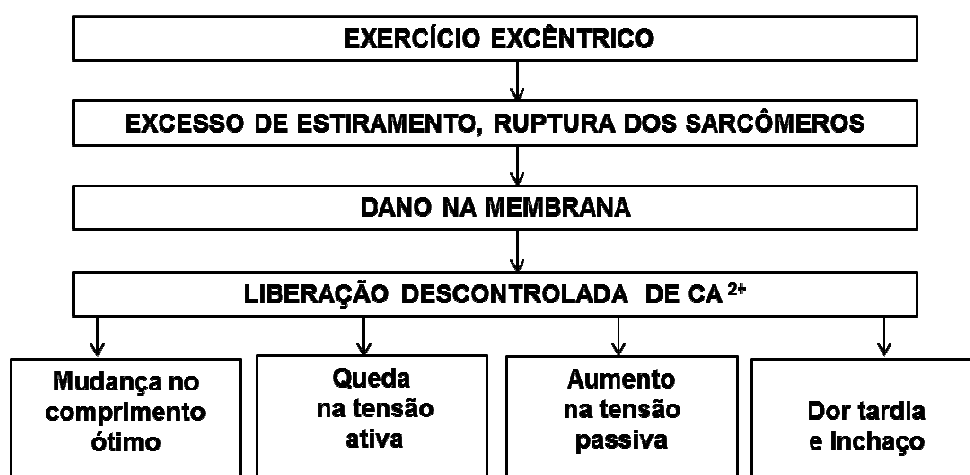 EXERCÍCIO EXCÊNTRICO
EXCESSO DE ESTIRAMENTO, RUPTURA DOS SARCÔMEROS
DANO NA MEMBRANA
LIBERAÇÃO DESCONTROLADA DE CA 2+
Mudança no
comprimento
ótimo
Queda
na tensão
ativa
Aumento
na tensão
passiva
Dor tardia
e Inchaço